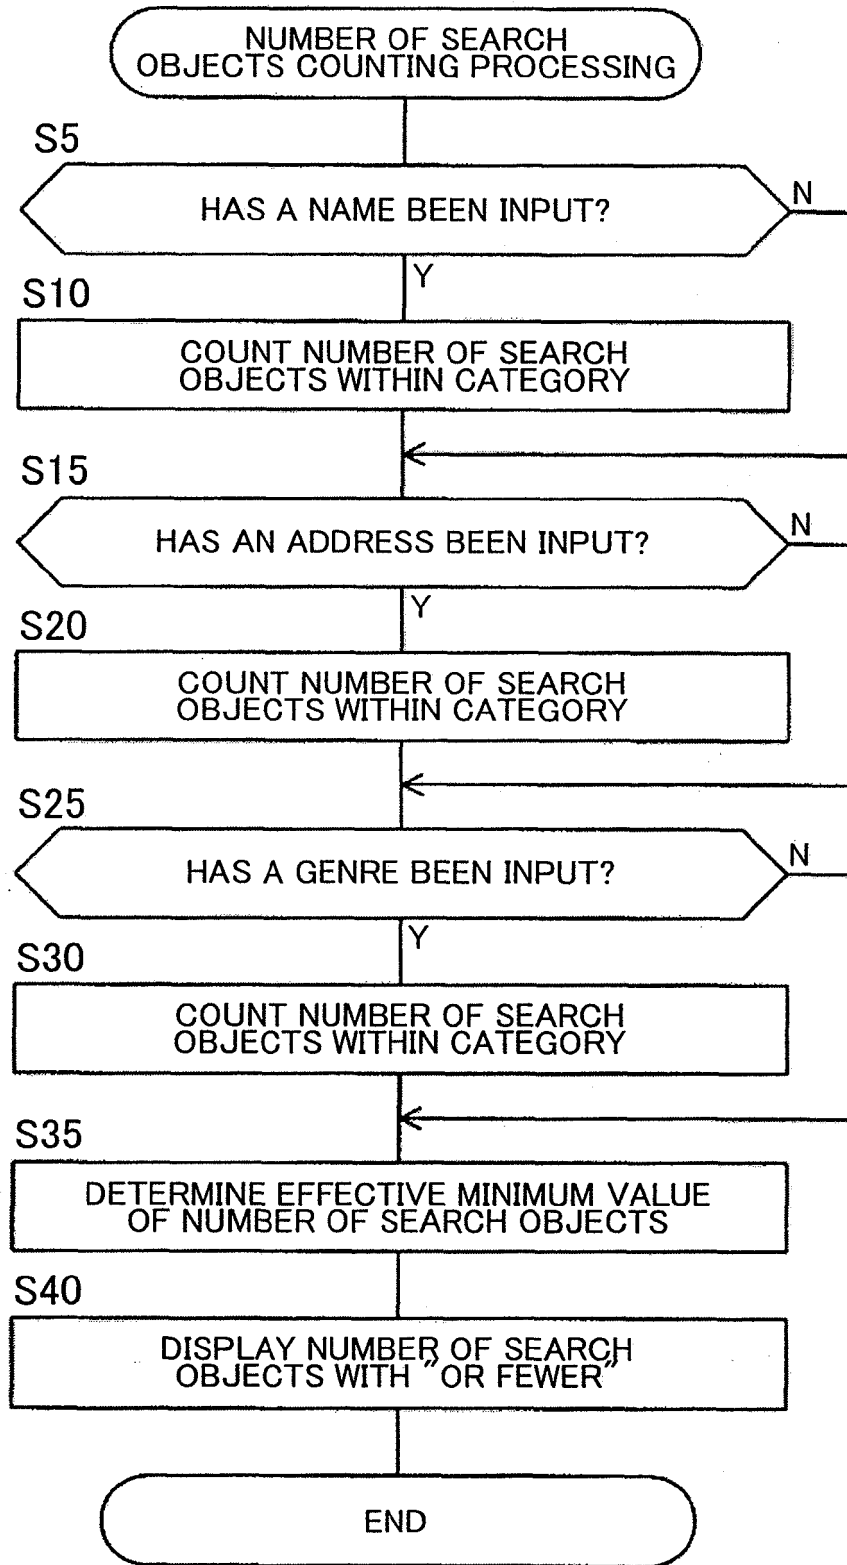 NUMBER OF SEARCH
OBJECTS COUNTING PROCESSING
S5
HAS A NAME BEEN INPUT?
N
Y
S10
COUNT NUMBER OF SEARCH
OBJECTS WITHIN CATEGORY
S15
HAS AN ADDRESS BEEN INPUT?
N
Y
S20
COUNT NUMBER OF SEARCH
OBJECTS WITHIN CATEGORY
S25
HAS A GENRE BEEN INPUT?
N
Y
S30
COUNT NUMBER OF SEARCH
OBJECTS WITHIN CATEGORY
S35
DETERMINE EFFECTIVE MINIMUM VALUE
OF NUMBER OF SEARCH OBJECTS
S40
DISPLAY NUMBER OF SEARCH
OBJECTS WITH "OR FEWER"
END